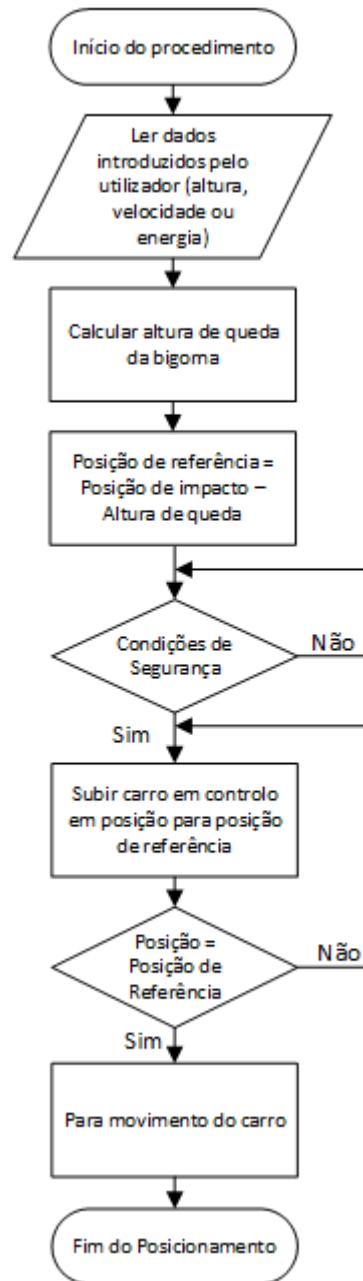 Início do procedimento
Ler dados
introduzidos pelo
utilizador (altura,
velocidade ou
energia)
Calcular altura de queda
da bigorna
Posição de referência =
Posição de impacto –
Altura de queda
Condições de
Segurança
Não
Sim
Subir carro em controlo
em posição para posição
de referência
Posição =
Posição de
Referência
Não
Sim
Para movimento do carro
Fim do Posicionamento